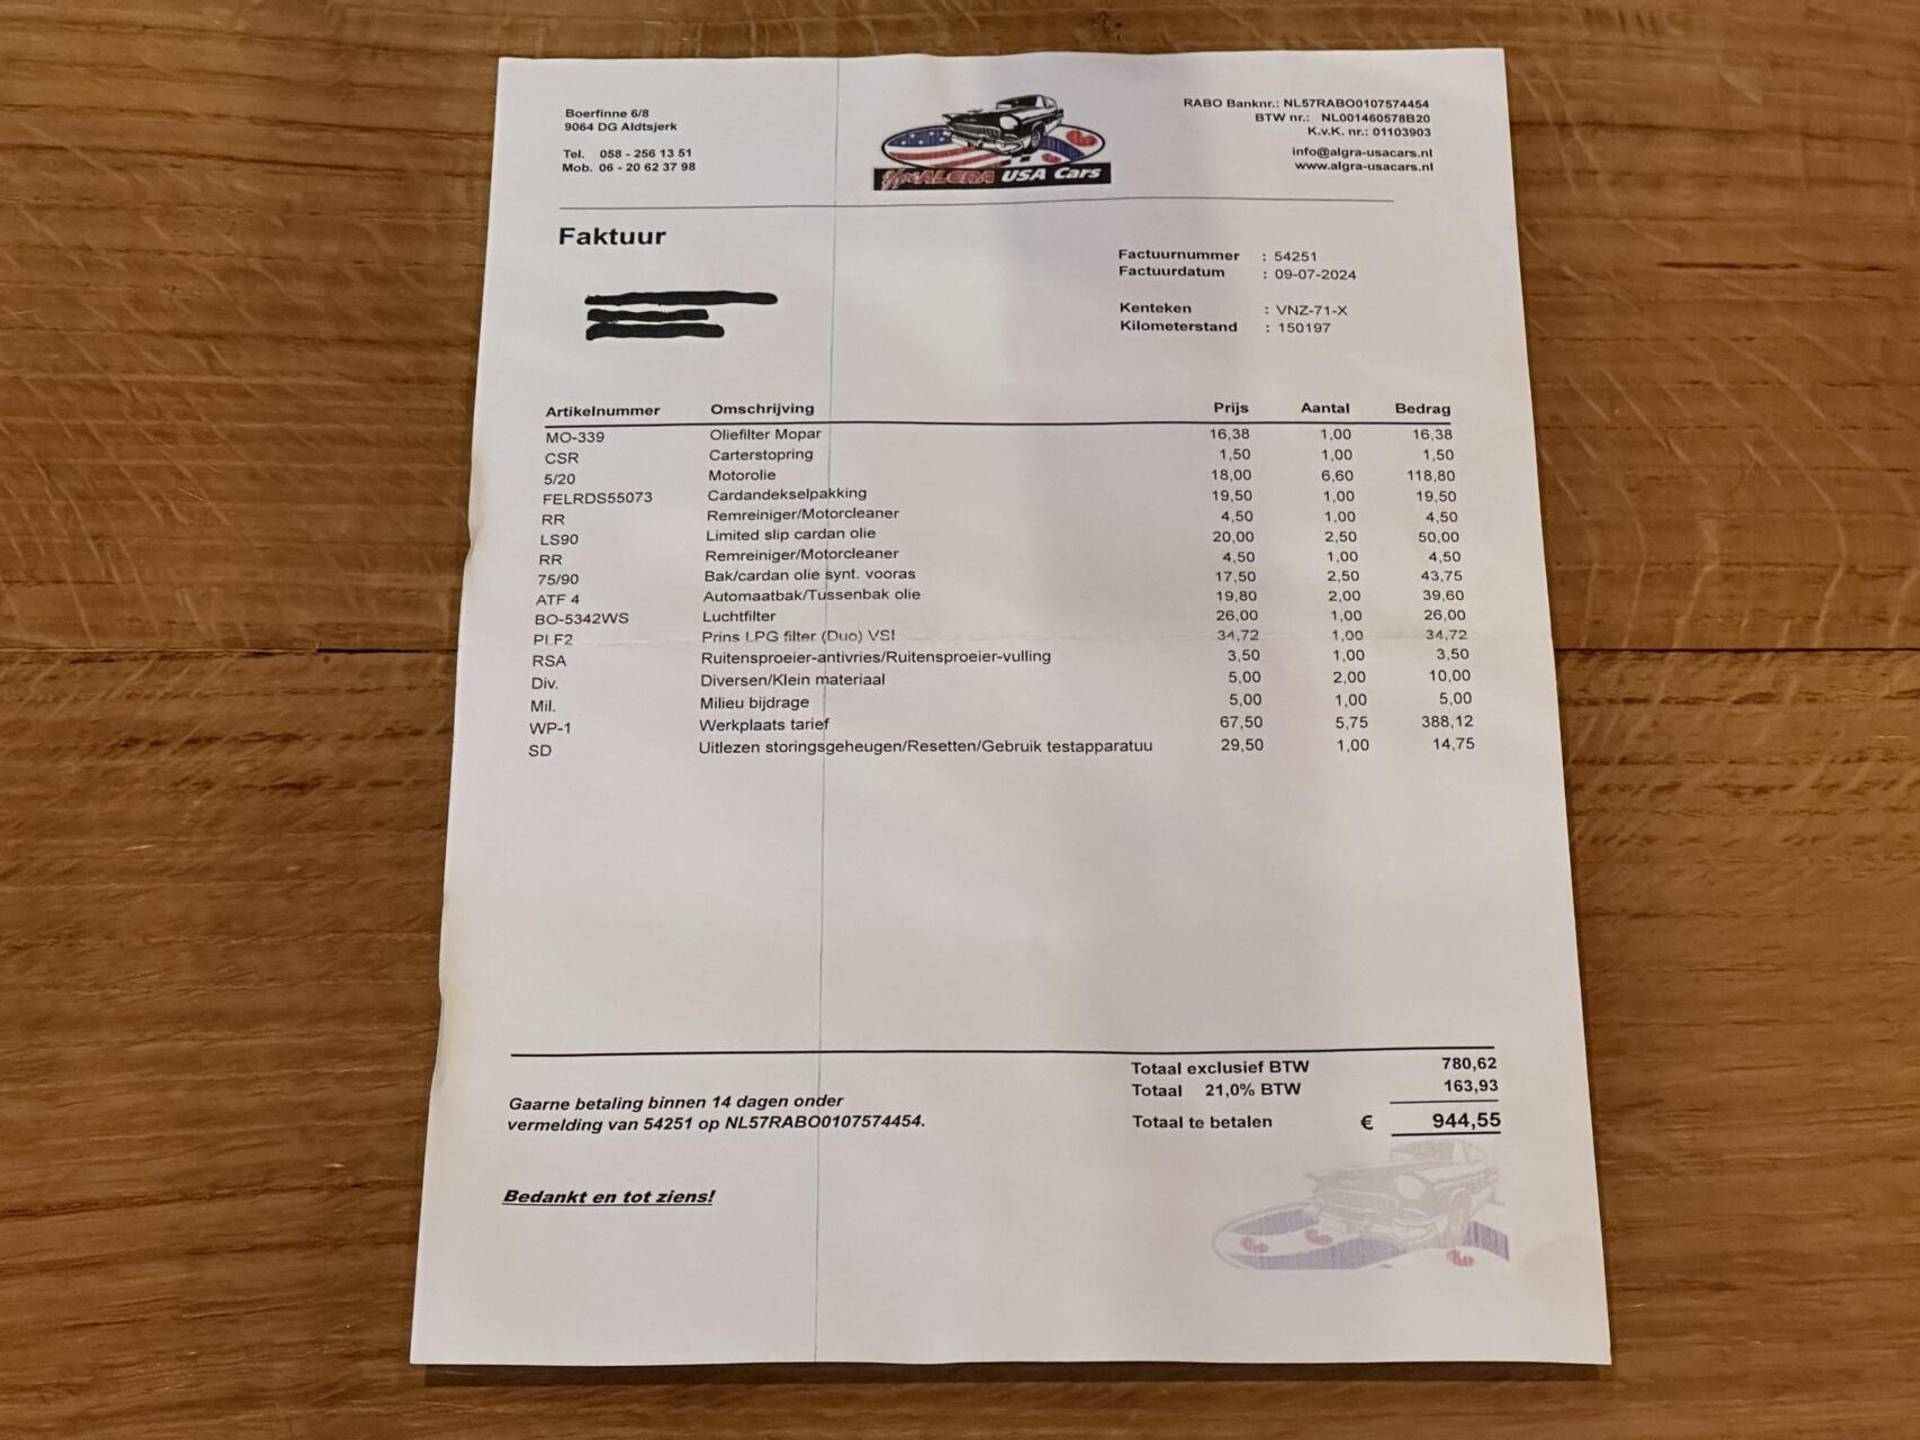 Boerfinne 6/8
9064 DG Aldtsjerk
Tel. 058 - 256 13 51
Mob. 06 - 20 62 37 98
ALGRA USA Cars
RABO Banknr.: NL57RABO0107574454
BTW nr.: NL001460578B20
K.v.K. nr.: 01103903
info@algra-usacars.nl
www.algra-usacars.nl
Faktuur
Factuurnummer : 54251
Factuurdatum : 09-07-2024
Kenteken : VNZ-71-X
Kilometerstand : 150197
Artikelnummer Omschrijving Prijs Aantal Bedrag
MO-339 Oliefilter Mopar 16,38 1,00 16,38
CSR Carterstopring 1,50 1,00 1,50
5/20 Motorolie 18,00 6,60 118,80
FELRDS55073 Cardandekselpakking 19,50 1,00 19,50
RR Remreiniger/Motorcleaner 4,50 1,00 4,50
LS90 Limited slip cardan olie 20,00 2,50 50,00
RR Remreiniger/Motorcleaner 4,50 1,00 4,50
75/90 Bak/cardan olie synt. vooras 17,50 2,50 43,75
ATF 4 Automaatbak/Tussenbak olie 19,80 2,00 39,60
BO-5342WS Luchtfilter 26,00 1,00 26,00
PLF2 Prins LPG filter (Duo) VSI 34,72 1,00 34,72
RSA Ruitensproeier-antivries/Ruitensproeier-vulling 3,50 1,00 3,50
Div. Diversen/Klein materiaal 5,00 2,00 10,00
Mil. Milieu bijdrage 5,00 1,00 5,00
WP-1 Werkplaats tarief 67,50 5,75 388,12
SD Uitlezen storingsgeheugen/Resetten/Gebruik testapparatuu 29,50 1,00 14,75
Totaal exclusief BTW 780,62
Totaal 21,0% BTW 163,93
Totaal te betalen € 944,55
Gaarne betaling binnen 14 dagen onder
vermelding van 54251 op NL57RABO0107574454.
Bedankt en tot ziens!